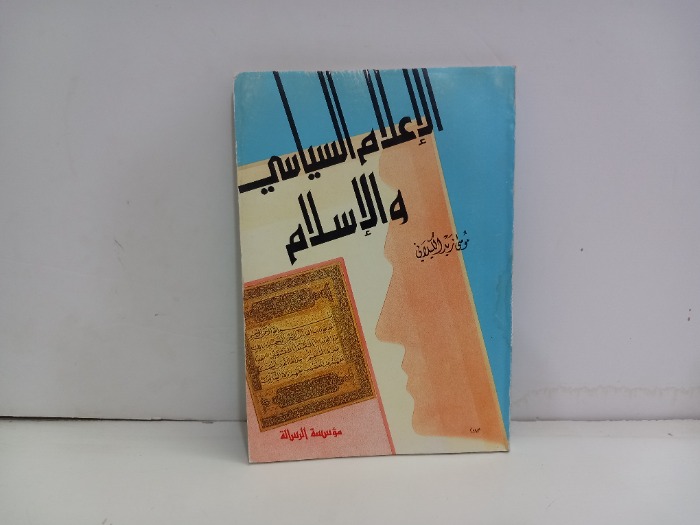 الإعلام السياسي
والإسلام
موسى زيد الكيلاني
مؤسسة الرسالة